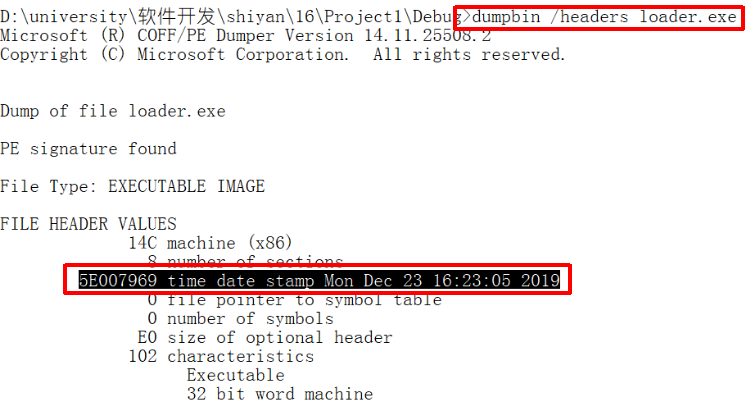 D:\university\软件开发\shiyan\16\Project1\Debug>dumpbin /headers loader.exe
Microsoft (R) COFF/PE Dumper Version 14.11.25508.2
Copyright (C) Microsoft Corporation.  All rights reserved.
Dump of file loader.exe
PE signature found
File Type: EXECUTABLE IMAGE
FILE HEADER VALUES
14C machine (x86)
8 number of sections
5E007969 time date stamp Mon Dec 23 16:23:05 2019
0 file pointer to symbol table
0 number of symbols
E0 size of optional header
102 characteristics
Executable
32 bit word machine